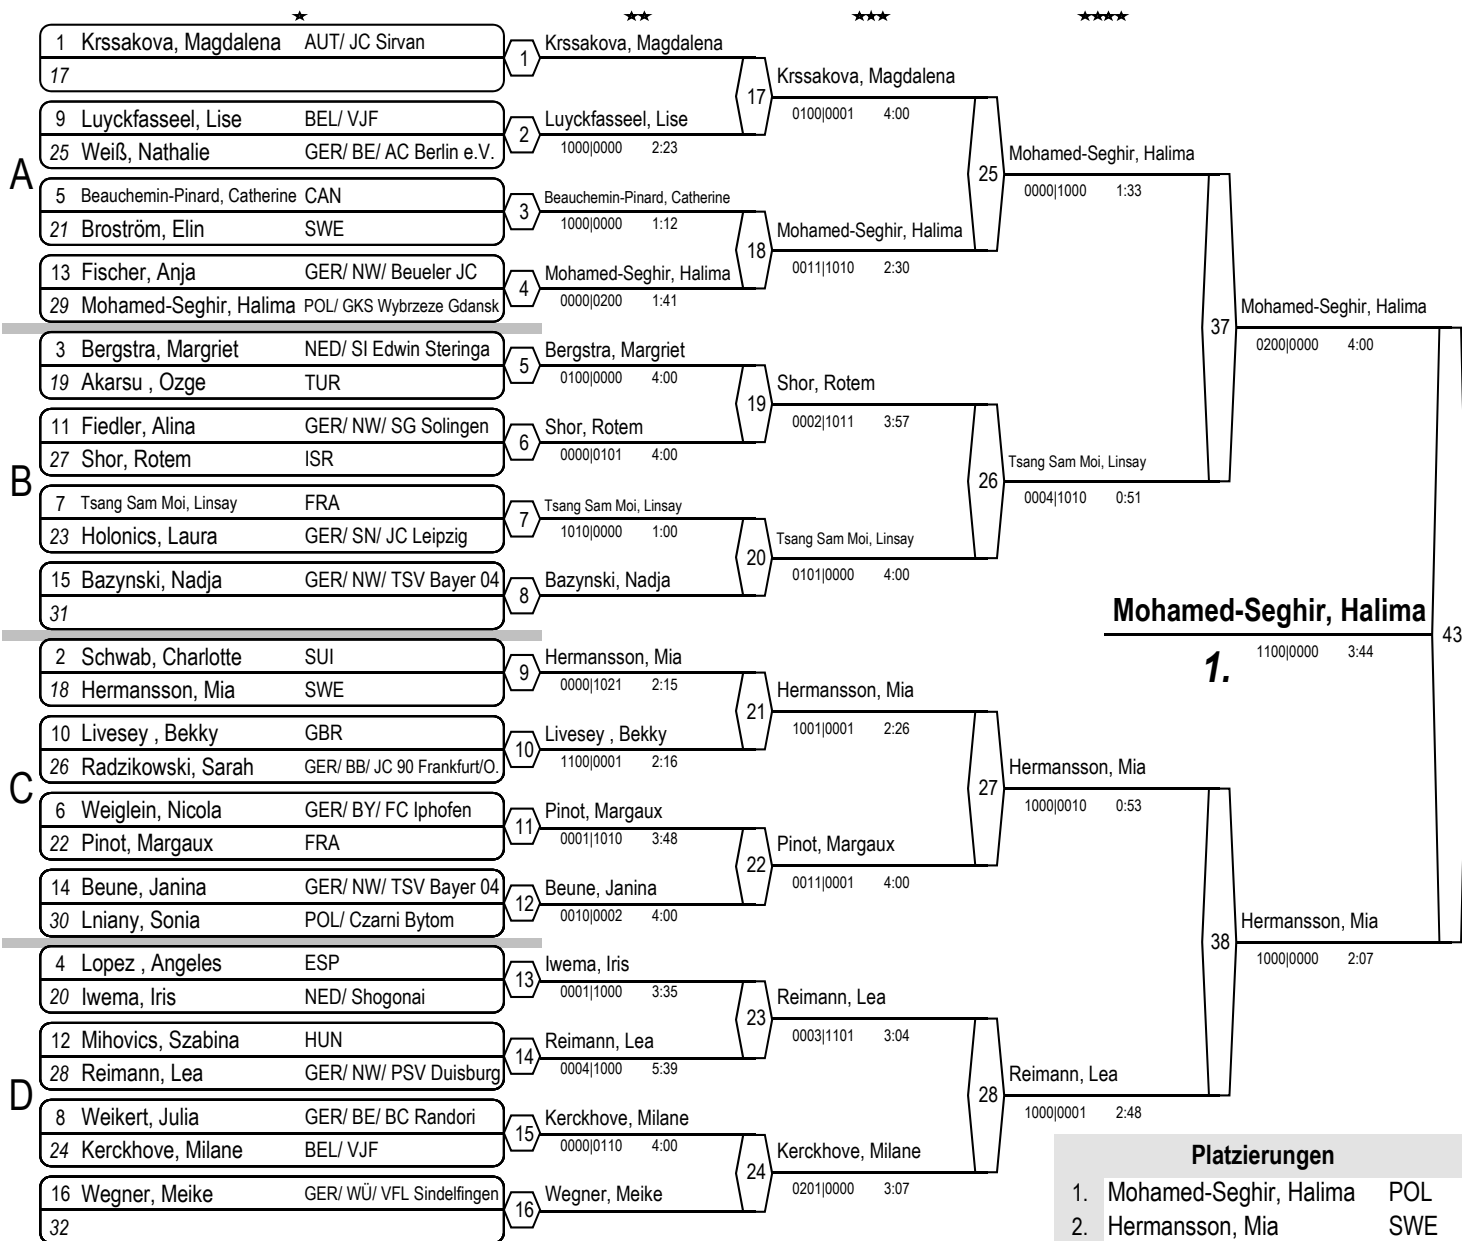 1 Krssakova, Magdalena AUT/ JC Sirvan
17
9 Luyckfasseel, Lise BEL/ VJF
25 Weiß, Nathalie GER/ BE/ AC Berlin e.V.
A
5 Beauchemin-Pinard, Catherine CAN
21 Broström, Elin SWE
13 Fischer, Anja GER/ NW/ Beueler JC
29 Mohamed-Seghir, Halima POL/ GKS Wybrzeze Gdansk
3 Bergstra, Margriet NED/ SI Edwin Steringa
19 Akarsu , Ozge TUR
11 Fiedler, Alina GER/ NW/ SG Solingen
27 Shor, Rotem ISR
B
7 Tsang Sam Moi, Linsay FRA
23 Holonics, Laura GER/ SN/ JC Leipzig
15 Bazynski, Nadja GER/ NW/ TSV Bayer 04
31
2 Schwab, Charlotte SUI
18 Hermansson, Mia SWE
10 Livesey , Bekky GBR
26 Radzikowski, Sarah GER/ BB/ JC 90 Frankfurt/O.
C
6 Weiglein, Nicola GER/ BY/ FC Iphofen
22 Pinot, Margaux FRA
14 Beune, Janina GER/ NW/ TSV Bayer 04
30 Lniany, Sonia POL/ Czarni Bytom
4 Lopez , Angeles ESP
20 Iwema, Iris NED/ Shogonai
12 Mihovics, Szabina HUN
28 Reimann, Lea GER/ NW/ PSV Duisburg
D
8 Weikert, Julia GER/ BE/ BC Randori
24 Kerckhove, Milane BEL/ VJF
16 Wegner, Meike GER/ WÜ/ VFL Sindelfingen
32
1 Krssakova, Magdalena
2 Luyckfasseel, Lise
1000|0000 2:23
3 Beauchemin-Pinard, Catherine
1000|0000 1:12
4 Mohamed-Seghir, Halima
0000|0200 1:41
5 Bergstra, Margriet
0100|0000 4:00
6 Shor, Rotem
0000|0101 4:00
7 Tsang Sam Moi, Linsay
1010|0000 1:00
8 Bazynski, Nadja
9 Hermansson, Mia
0000|1021 2:15
10 Livesey , Bekky
1100|0001 2:16
11 Pinot, Margaux
0001|1010 3:48
12 Beune, Janina
0010|0002 4:00
13 Iwema, Iris
0001|1000 3:35
14 Reimann, Lea
0004|1000 5:39
15 Kerckhove, Milane
0000|0110 4:00
16 Wegner, Meike
17 Krssakova, Magdalena
0100|0001 4:00
18 Mohamed-Seghir, Halima
0011|1010 2:30
19 Shor, Rotem
0002|1011 3:57
20 Tsang Sam Moi, Linsay
0101|0000 4:00
21 Hermansson, Mia
1001|0001 2:26
22 Pinot, Margaux
0011|0001 4:00
23 Reimann, Lea
0003|1101 3:04
24 Kerckhove, Milane
0201|0000 3:07
25 Mohamed-Seghir, Halima
0000|1000 1:33
26 Tsang Sam Moi, Linsay
0004|1010 0:51
27 Hermansson, Mia
1000|0010 0:53
28 Reimann, Lea
1000|0001 2:48
37 Mohamed-Seghir, Halima
0200|0000 4:00
38 Hermansson, Mia
1000|0000 2:07
Mohamed-Seghir, Halima 43
1. 1100|0000 3:44
Platzierungen
1. Mohamed-Seghir, Halima POL
2. Hermansson, Mia SWE